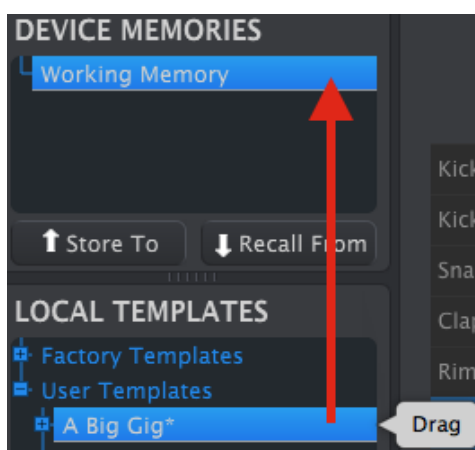 DEVICE MEMORIES
Working Memory
Store To
Recall From
LOCAL TEMPLATES
Factory Templates
User Templates
A Big Gig*
Drag
Kick
Kick
Sna
Clap
Rim